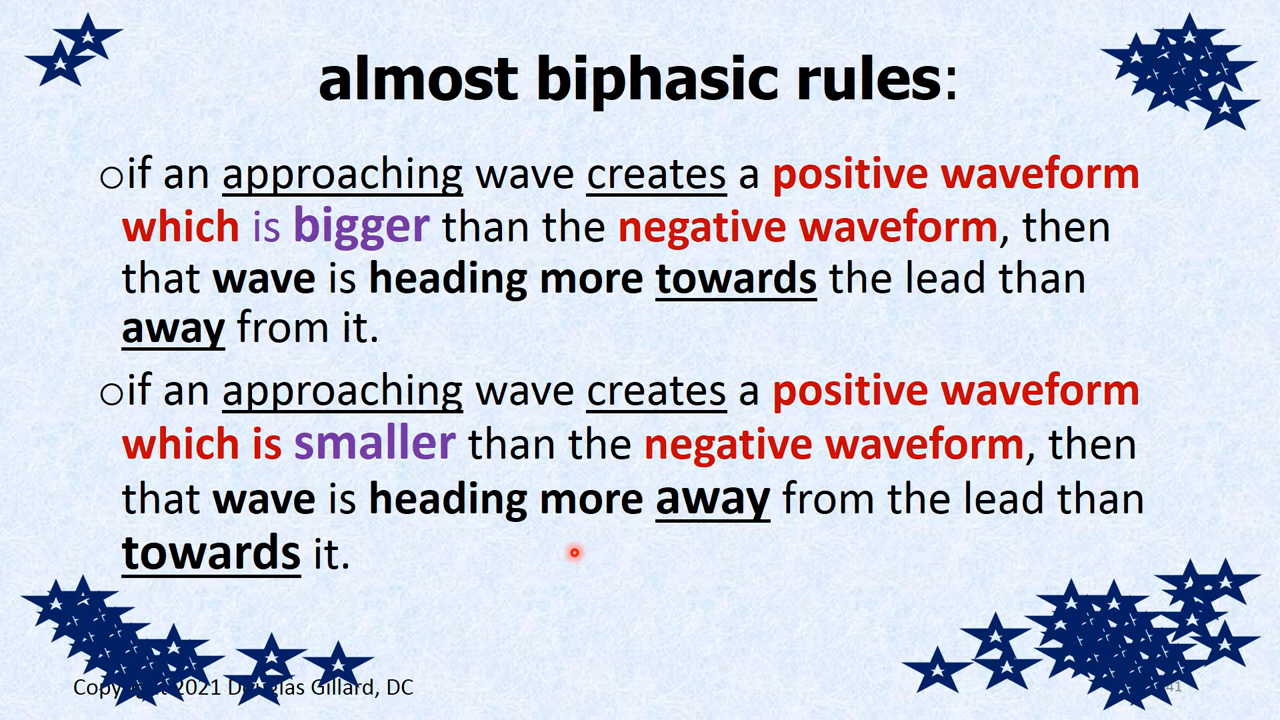 almost biphasic rules:
○if an approaching wave creates a positive waveform
which is bigger than the negative waveform, then
that wave is heading more towards the lead than
away from it.
○if an approaching wave creates a positive waveform
which is smaller than the negative waveform, then
that wave is heading more away from the lead than
towards it.
Copyright 2021 Douglas Gillard, DC
41